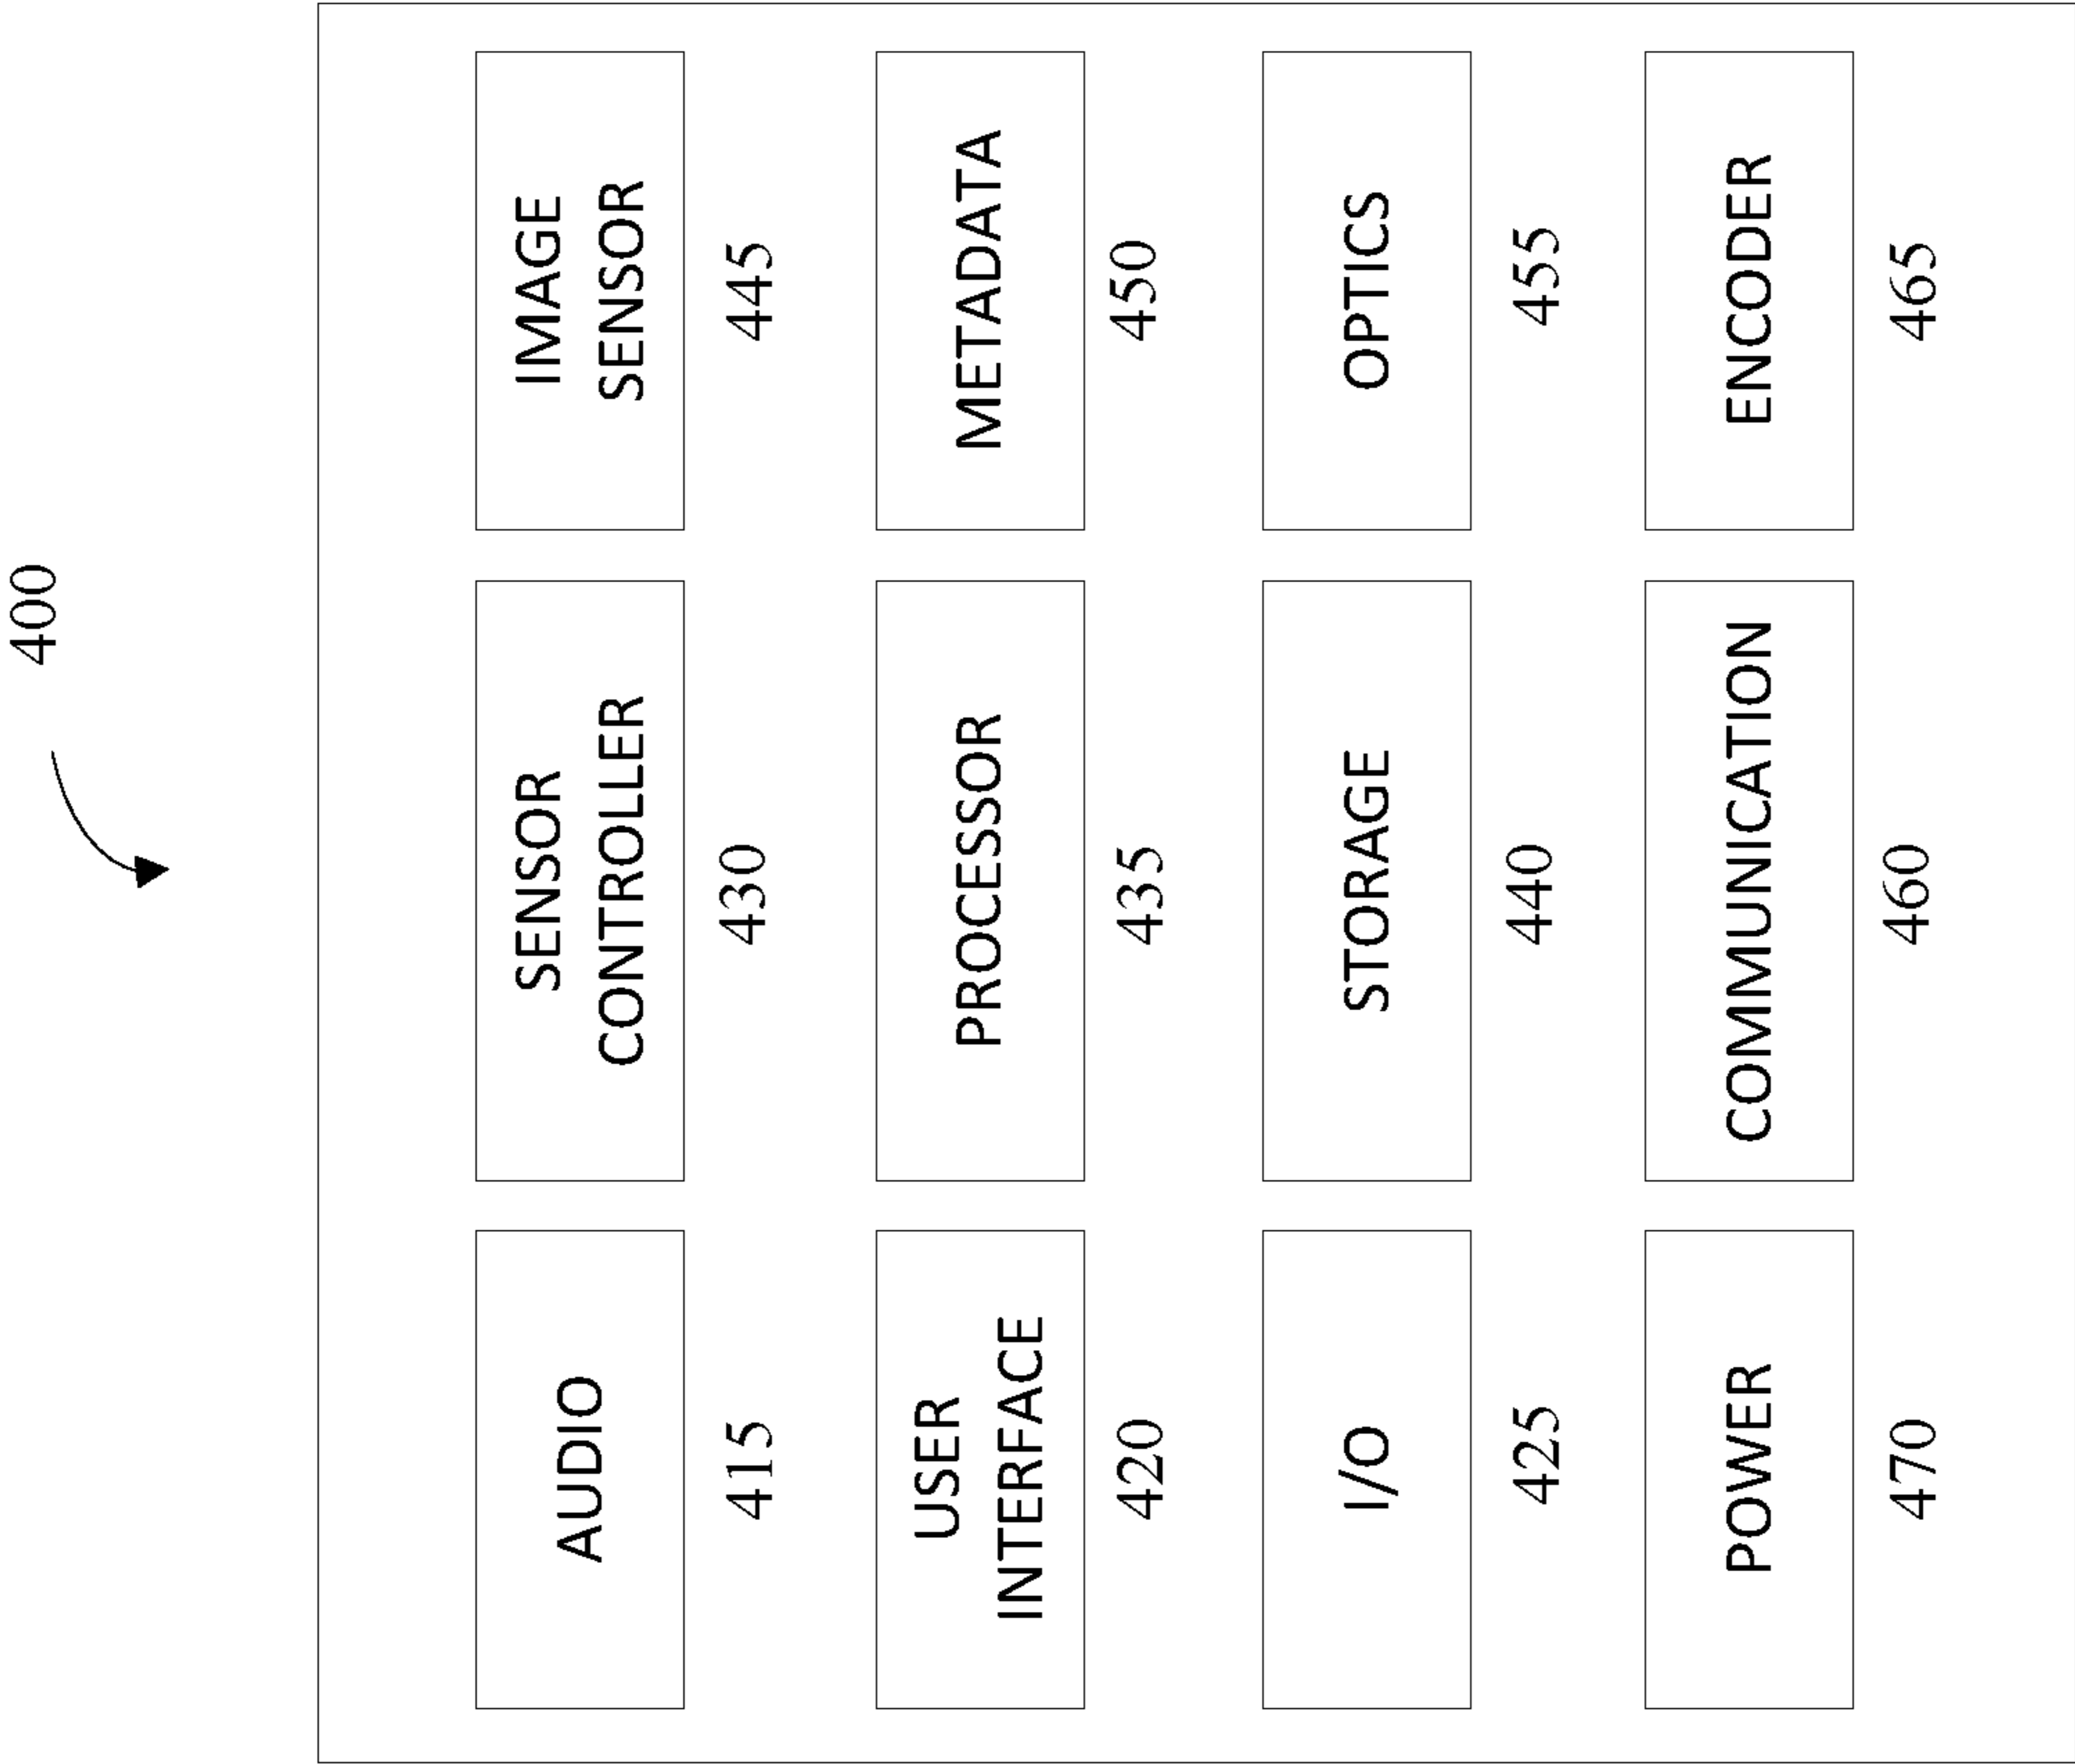 400
AUDIO
415
SENSOR
CONTROLLER
430
IMAGE
SENSOR
445
USER
INTERFACE
420
PROCESSOR
435
METADATA
450
I/O
425
STORAGE
440
OPTICS
455
POWER
470
COMMUNICATION
460
ENCODER
465